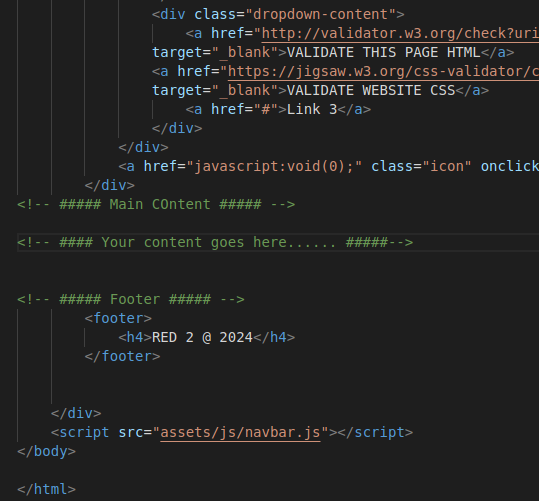 <div class="dropdown-content">
<a href="http://validator.w3.org/check?uri
target="_blank">VALIDATE THIS PAGE HTML</a>
<a href="https://jigsaw.w3.org/css-validator/c
target="_blank">VALIDATE WEBSITE CSS</a>
<a href="#">Link 3</a>
</div>
</div>
<a href="javascript:void(0);" class="icon" onclick
</div>
<!-- ##### Main COntent ##### -->
<!-- #### Your content goes here...... #####-->
<!-- ##### Footer ##### -->
<footer>
<h4>RED 2 @ 2024</h4>
</footer>
</div>
<script src="assets/js/navbar.js"></script>
</body>
</html>